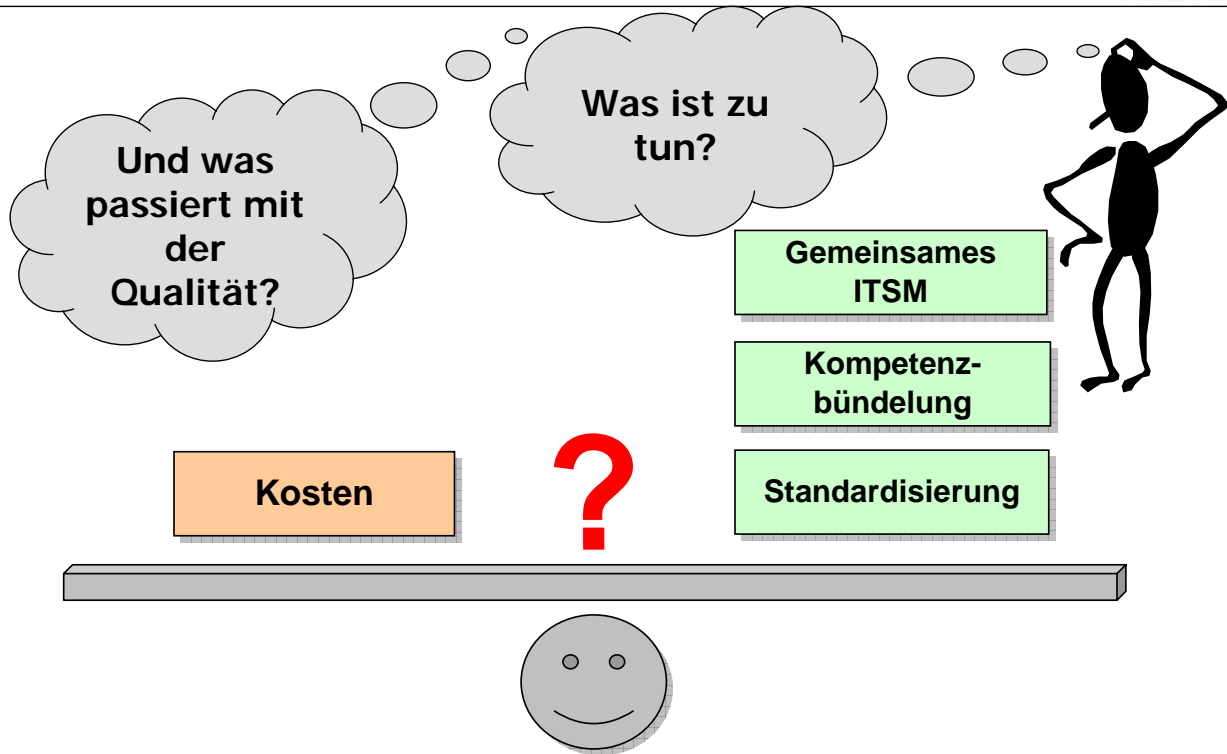 Und was
passiert mit
der
Qualität?
Was ist zu
tun?
Gemeinsames
ITSM
Kompetenz-
bündelung
Standardisierung
Kosten
?